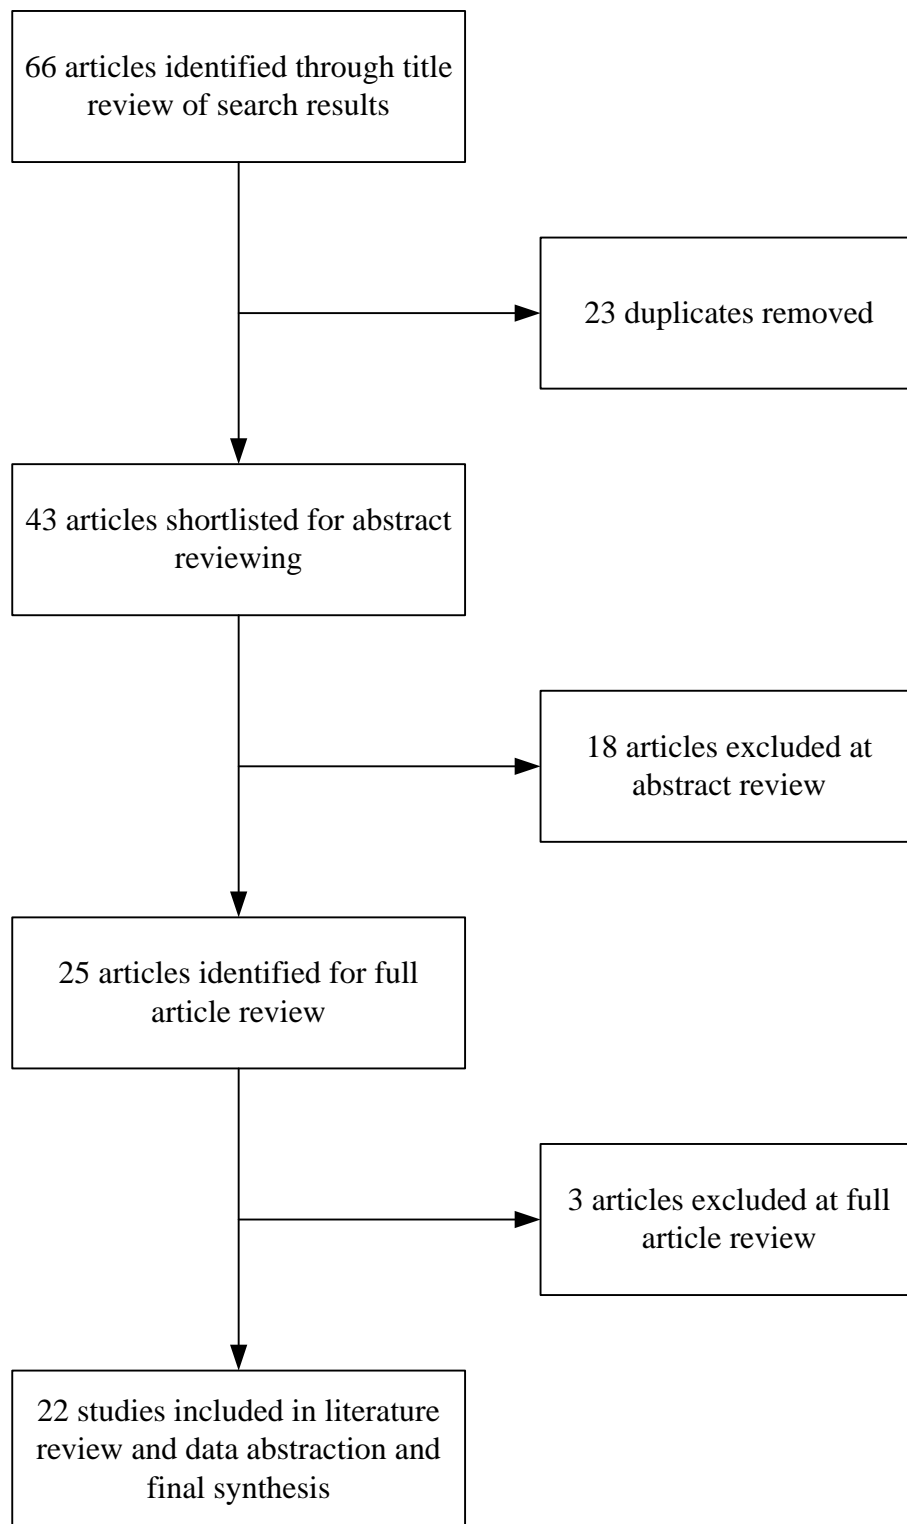 66 articles identified through title
review of search results
23 duplicates removed
43 articles shortlisted for abstract
reviewing
18 articles excluded at
abstract review
25 articles identified for full
article review
3 articles excluded at full
article review
22 studies included in literature
review and data abstraction and
final synthesis